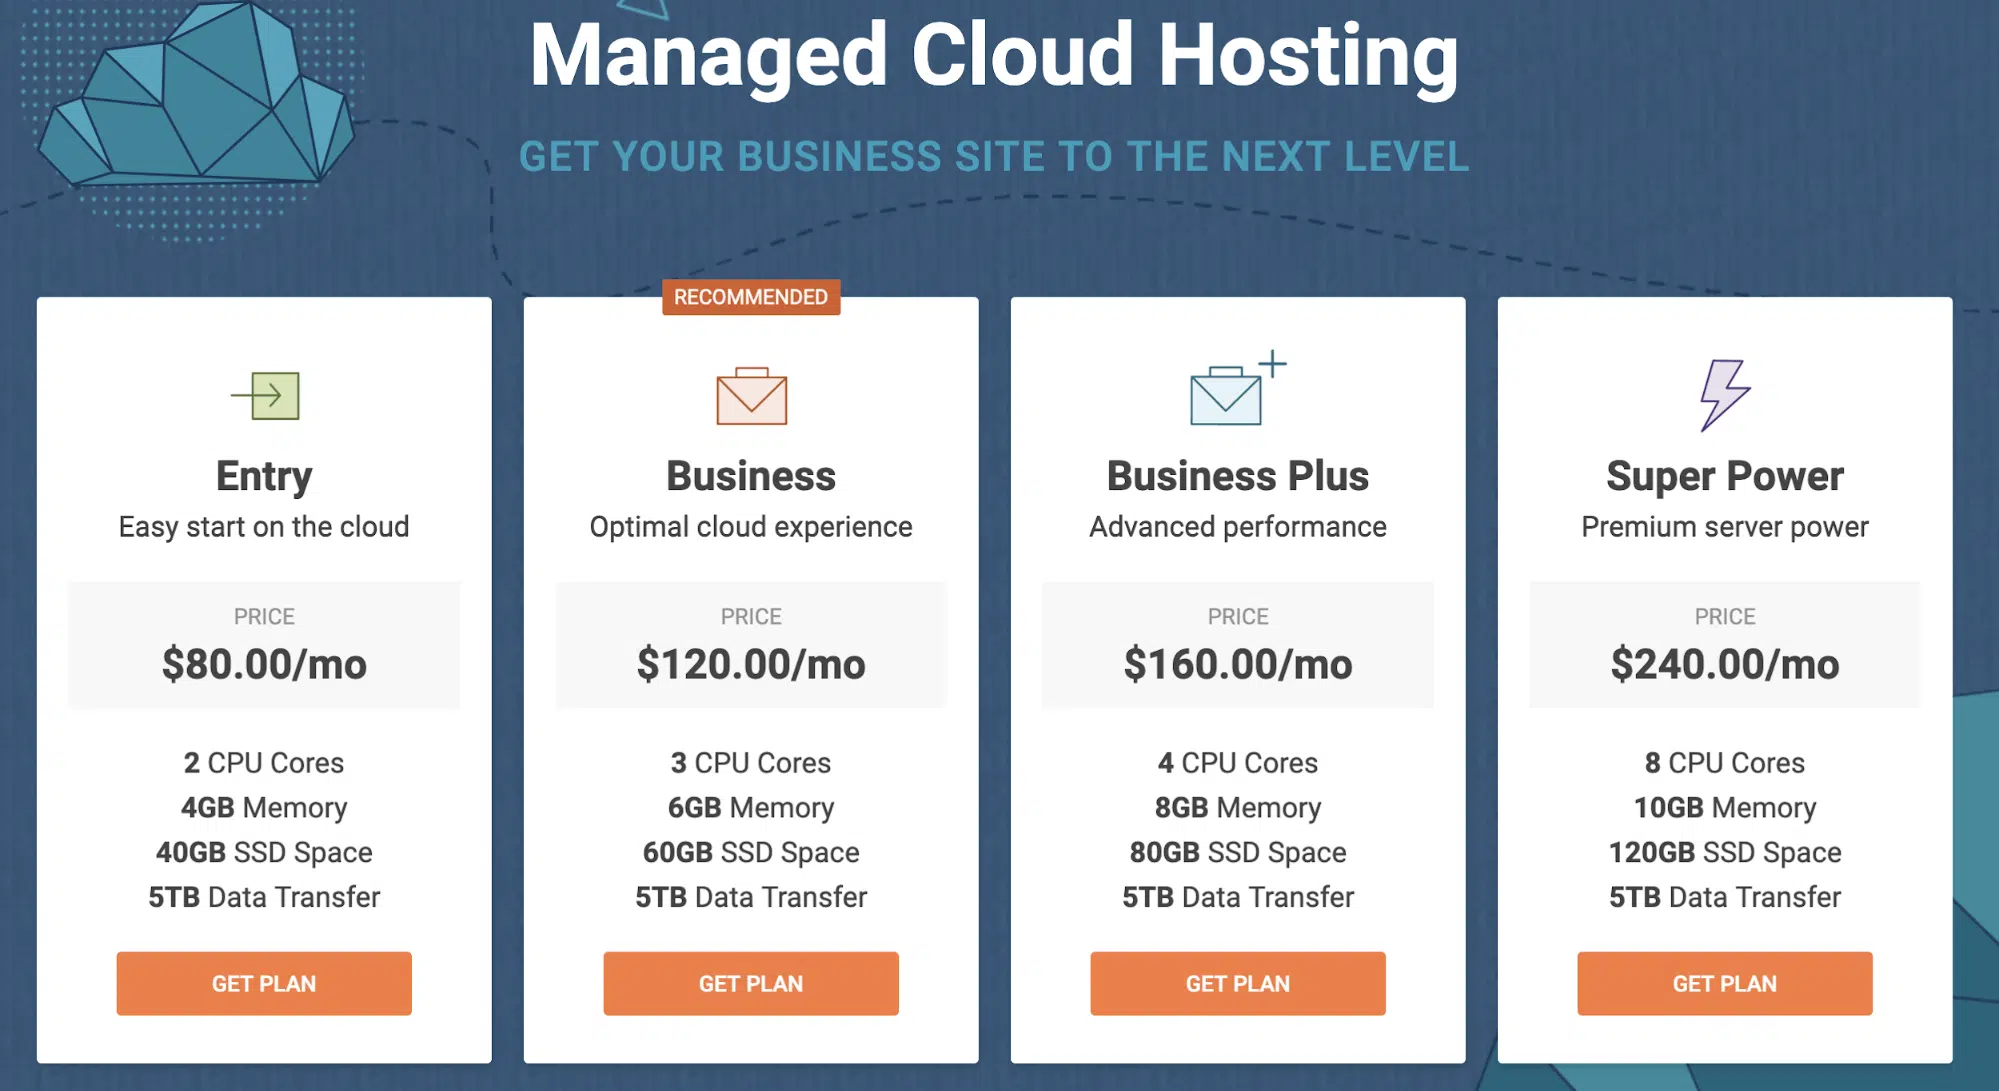 Managed Cloud Hosting
GET YOUR BUSINESS SITE TO THE NEXT LEVEL
Entry
Easy start on the cloud
PRICE
$80.00/mo
2 CPU Cores
4GB Memory
40GB SSD Space
5TB Data Transfer
GET PLAN
RECOMMENDED
Business
Optimal cloud experience
PRICE
$120.00/mo
3 CPU Cores
6GB Memory
60GB SSD Space
5TB Data Transfer
GET PLAN
Business Plus
Advanced performance
PRICE
$160.00/mo
4 CPU Cores
8GB Memory
80GB SSD Space
5TB Data Transfer
GET PLAN
Super Power
Premium server power
PRICE
$240.00/mo
8 CPU Cores
10GB Memory
120GB SSD Space
5TB Data Transfer
GET PLAN